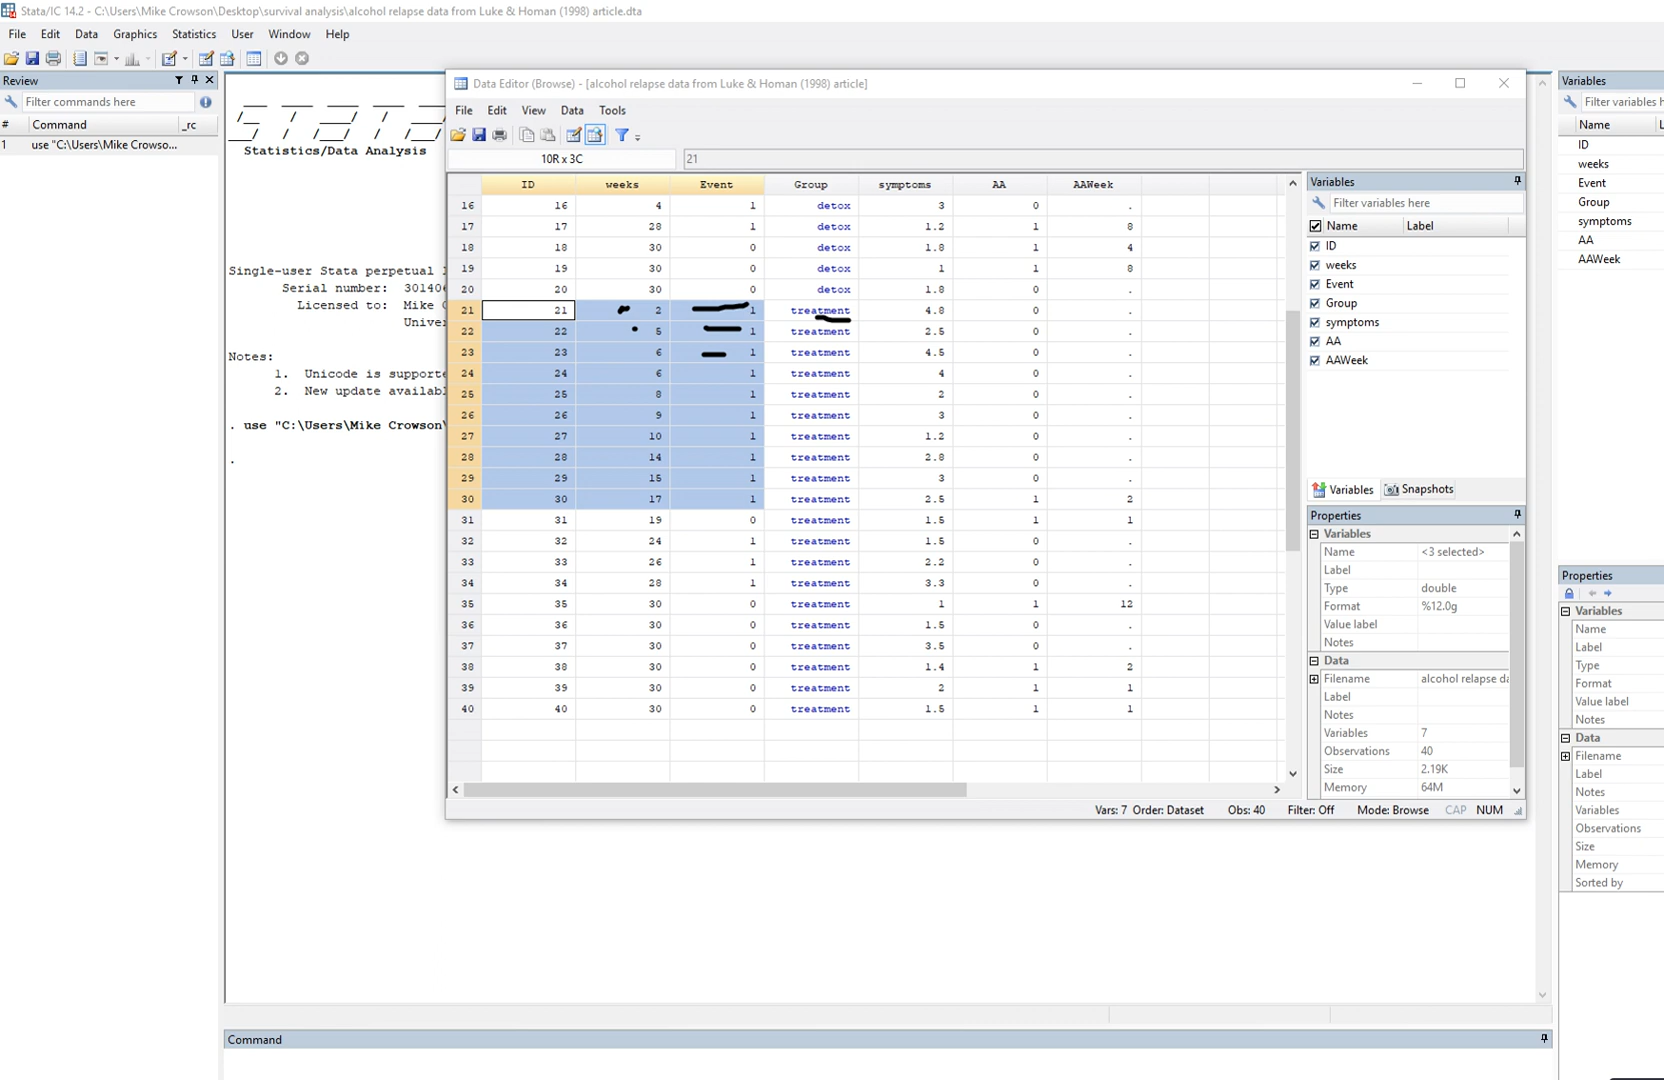 Stata/IC 14.2 - C:\Users\Mike Crowson\Desktop\survival analysis\alcohol relapse data from Luke & Homan (1998) article.dta
File Edit Data Graphics Statistics User Window Help
Review
Filter commands here
# Command _rc
1 use "C:\Users\Mike Crowso...
Statistics/Data Analysis
Single-user Stata perpetual
Serial number: 30140
Licensed to: Mike
Notes:
1. Unicode is
2. New update
. use "C:\Users\Mike Crowson\
.
Data Editor (Browse) - [alcohol relapse data from Luke & Homan (1998) article]
File Edit View Data Tools
10R x 3C 21
ID weeks Event Group symptoms AA AAWeek
16 16 4 1 detox 3 0 .
17 17 28 1 detox 1.2 1 8
18 18 30 0 detox 1.8 1 4
19 19 30 0 detox 1 1 8
20 20 30 0 detox 1.8 0 .
21 21 2 1 treatment 4.8 0 .
22 22 5 1 treatment 2.5 0 .
23 23 6 1 treatment 4.5 0 .
24 24 6 1 treatment 4 0 .
25 25 8 1 treatment 2 0 .
26 26 9 1 treatment 3 0 .
27 27 10 1 treatment 1.2 0 .
28 28 14 1 treatment 2.8 0 .
29 29 15 1 treatment 3 0 .
30 30 17 1 treatment 2.5 1 2
31 31 19 0 treatment 1.5 1 1
32 32 24 1 treatment 1.5 0 .
33 33 26 1 treatment 2.2 0 .
34 34 28 1 treatment 3.3 0 .
35 35 30 0 treatment 1 1 12
36 36 30 0 treatment 1.5 0 .
37 37 30 0 treatment 3.5 0 .
38 38 30 0 treatment 1.4 1 2
39 39 30 0 treatment 2 1 1
40 40 30 0 treatment 1.5 1 1
Variables
Filter variables here
Name Label
ID
weeks
Event
Group
symptoms
AA
AAWeek
Variables Snapshots
Properties
Variables
Name <3 selected>
Label
Type double
Format %12.0g
Value label
Notes
Data
Filename alcohol relapse da
Label
Notes
Variables 7
Observations 40
Size 2.19K
Memory 64M
Vars: 7 Order: Dataset Obs: 40 Filter: Off Mode: Browse CAP NUM
Variables
Filter variables h
Name L
ID
weeks
Event
Group
symptoms
AA
AAWeek
Properties
Variables
Name
Label
Type
Format
Value label
Notes
Data
Filename
Label
Notes
Variables
Observations
Size
Memory
Sorted by
Command